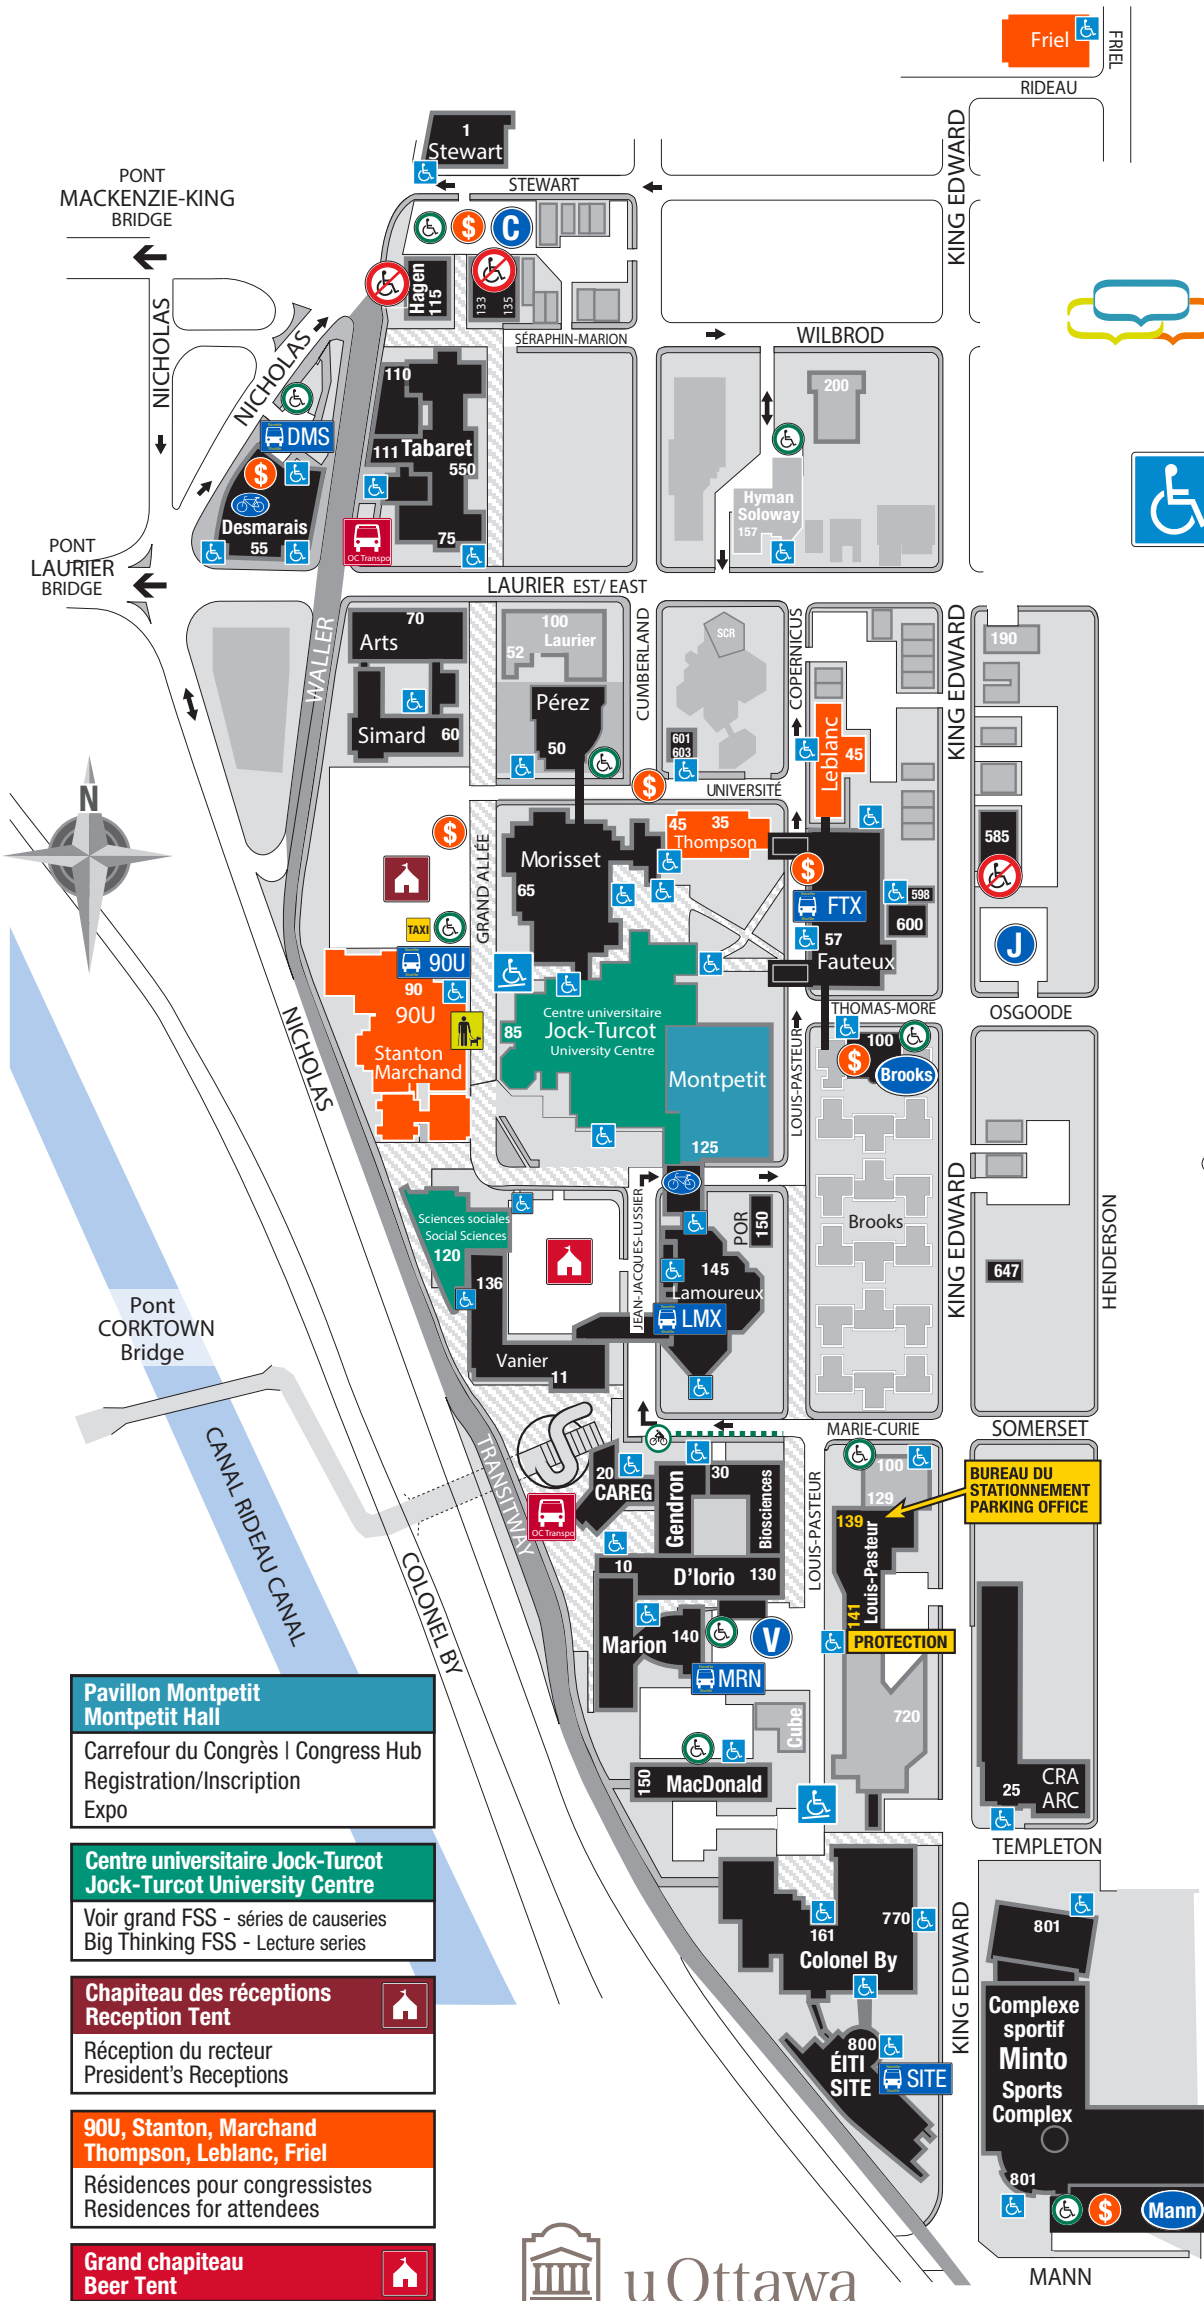 Friel
FRIEL
RIDEAU
KING EDWARD
1
Stewart
STEWART
PONT
MACKENZIE-KING
BRIDGE
C
$
Hagen
115
133
135
SÉRAPHIN-MARION
WILBROD
NICHOLAS
NICHOLAS
110
200
DMS
111 Tabaret
550
$
Desmarais
55
75
OC Transpo
Hyman
Soloway
157
PONT
LAURIER
BRIDGE
LAURIER EST/ EAST
WALLER
70
Arts
100
Laurier
52
CUMBERLAND
SCR
COPERNICUS
KING EDWARD
190
Pérez
50
Simard 60
601
603
Leblanc
45
$
UNIVERSITÉ
N
$
GRAND ALLÉE
Morisset
65
45 35
Thompson
585
$
FTX
598
600
57
Fauteux
J
TAXI
90U
90
90U
Stanton
Marchand
85
Centre universitaire
Jock-Turcot
University Centre
Montpetit
125
THOMAS-MORE
OSGOODE
100
$
Brooks
LOUIS-PASTEUR
NICHOLAS
Brooks
KING EDWARD
HENDERSON
647
Sciences sociales
Social Sciences
120
136
JEAN-JACQUES-LUSSIER
POR
150
145
Lamoureux
LMX
Vanier
11
Pont
CORKTOWN
Bridge
CANAL RIDEAU CANAL
COLONEL BY
TRANSITWAY
MARIE-CURIE
SOMERSET
20
CAREG
OC Transpo
Gendron
30
Biosciences
LOUIS-PASTEUR
100
129
139
Louis-Pasteur
141
BUREAU DU
STATIONNEMENT
PARKING OFFICE
10
D'Iorio 130
Marion 140
V
MRN
PROTECTION
720
Cube
150 MacDonald
25
CRA
ARC
TEMPLETON
161
770
Colonel By
KING EDWARD
801
800
ÉITI
SITE
SITE
Complexe
sportif
Minto
Sports
Complex
801
$
Mann
MANN
Pavillon Montpetit
Montpetit Hall
Carrefour du Congrès | Congress Hub
Registration/Inscription
Expo
Centre universitaire Jock-Turcot
Jock-Turcot University Centre
Voir grand FSS - séries de causeries
Big Thinking FSS - Lecture series
Chapiteau des réceptions
Reception Tent
Réception du recteur
President's Receptions
90U, Stanton, Marchand
Thompson, Leblanc, Friel
Résidences pour congressistes
Residences for attendees
Grand chapiteau
Beer Tent
uOttawa